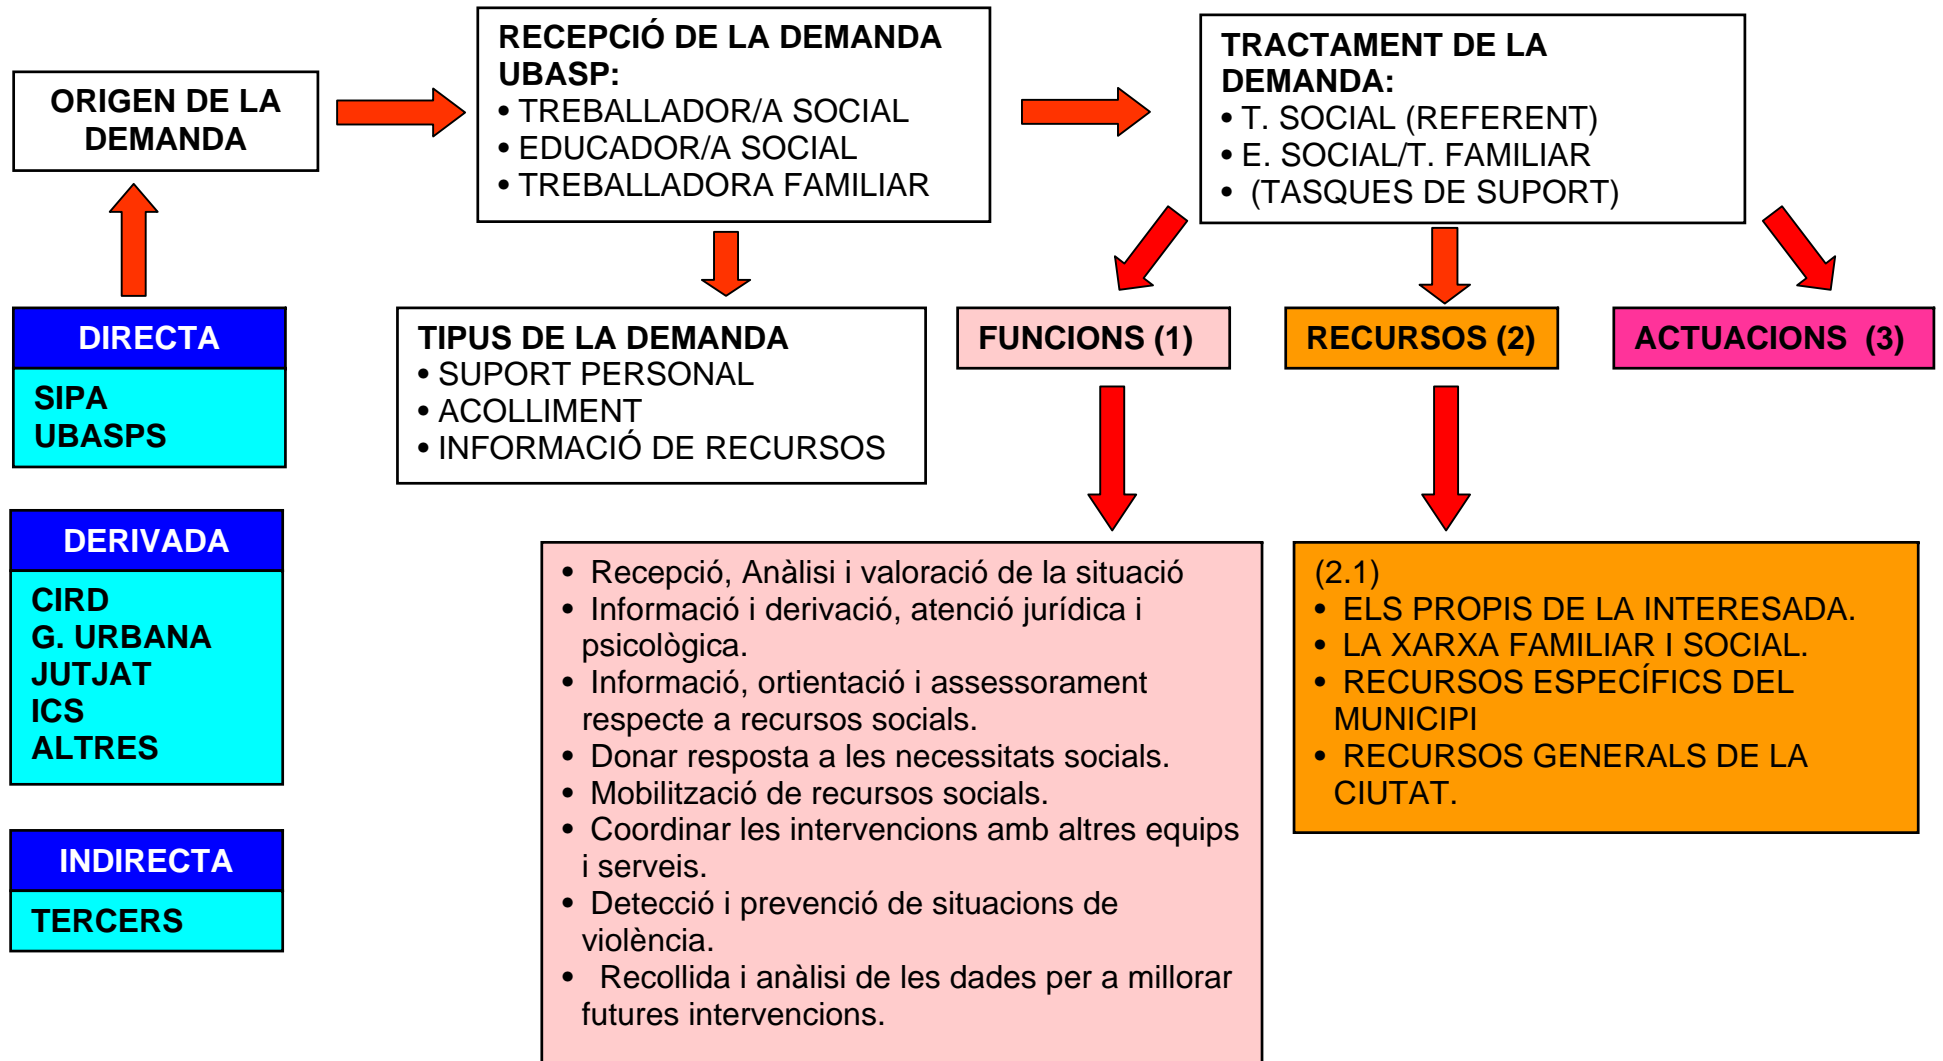 ORIGEN DE LA
DEMANDA
RECEPCIÓ DE LA DEMANDA
UBASP:
• TREBALLADOR/A SOCIAL
• EDUCADOR/A SOCIAL
• TREBALLADORA FAMILIAR
TRACTAMENT DE LA
DEMANDA:
• T. SOCIAL (REFERENT)
• E. SOCIAL/T. FAMILIAR
• (TASQUES DE SUPORT)
DIRECTA
SIPA
UBASPS
TIPUS DE LA DEMANDA
• SUPORT PERSONAL
• ACOLLIMENT
• INFORMACIÓ DE RECURSOS
FUNCIONS (1)
RECURSOS (2)
ACTUACIONS (3)
DERIVADA
CIRD
G. URBANA
JUTJAT
ICS
ALTRES
INDIRECTA
TERCERS
• Recepció, Anàlisi i valoració de la situació
• Informació i derivació, atenció jurídica i
psicològica.
• Informació, ortientació i assessorament
respecte a recursos socials.
• Donar resposta a les necessitats socials.
• Mobilització de recursos socials.
• Coordinar les intervencions amb altres equips
i serveis.
• Detecció i prevenció de situacions de
violència.
• Recollida i anàlisi de les dades per a millorar
futures intervencions.
(2.1)
• ELS PROPIS DE LA INTERESADA.
• LA XARXA FAMILIAR I SOCIAL.
• RECURSOS ESPECÍFICS DEL
MUNICIPI
• RECURSOS GENERALS DE LA
CIUTAT.